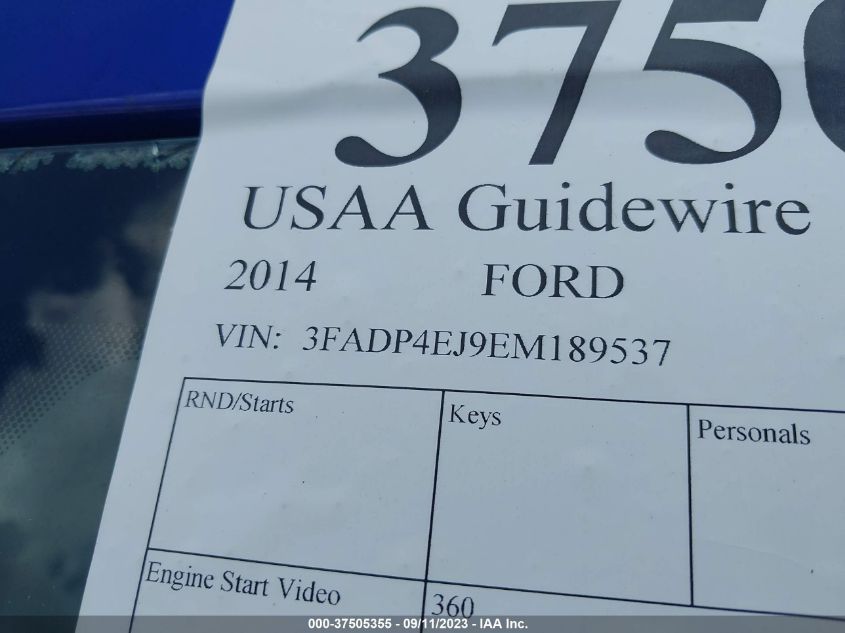 375
USAA Guidewire
2014 FORD
VIN: 3FADP4EJ9EM189537
RND/Starts Keys Personals
Engine Start Video 360
000-37505355 - 09/11/2023 - IAA Inc.